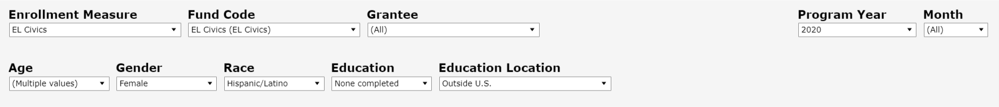 Enrollment Measure Fund Code Grantee Program Year Month
EL Civics EL Civics (EL Civics) (All) 2020 (All)
Age Gender Race Education Education Location
(Multiple values) Female Hispanic/Latino None completed Outside U.S.